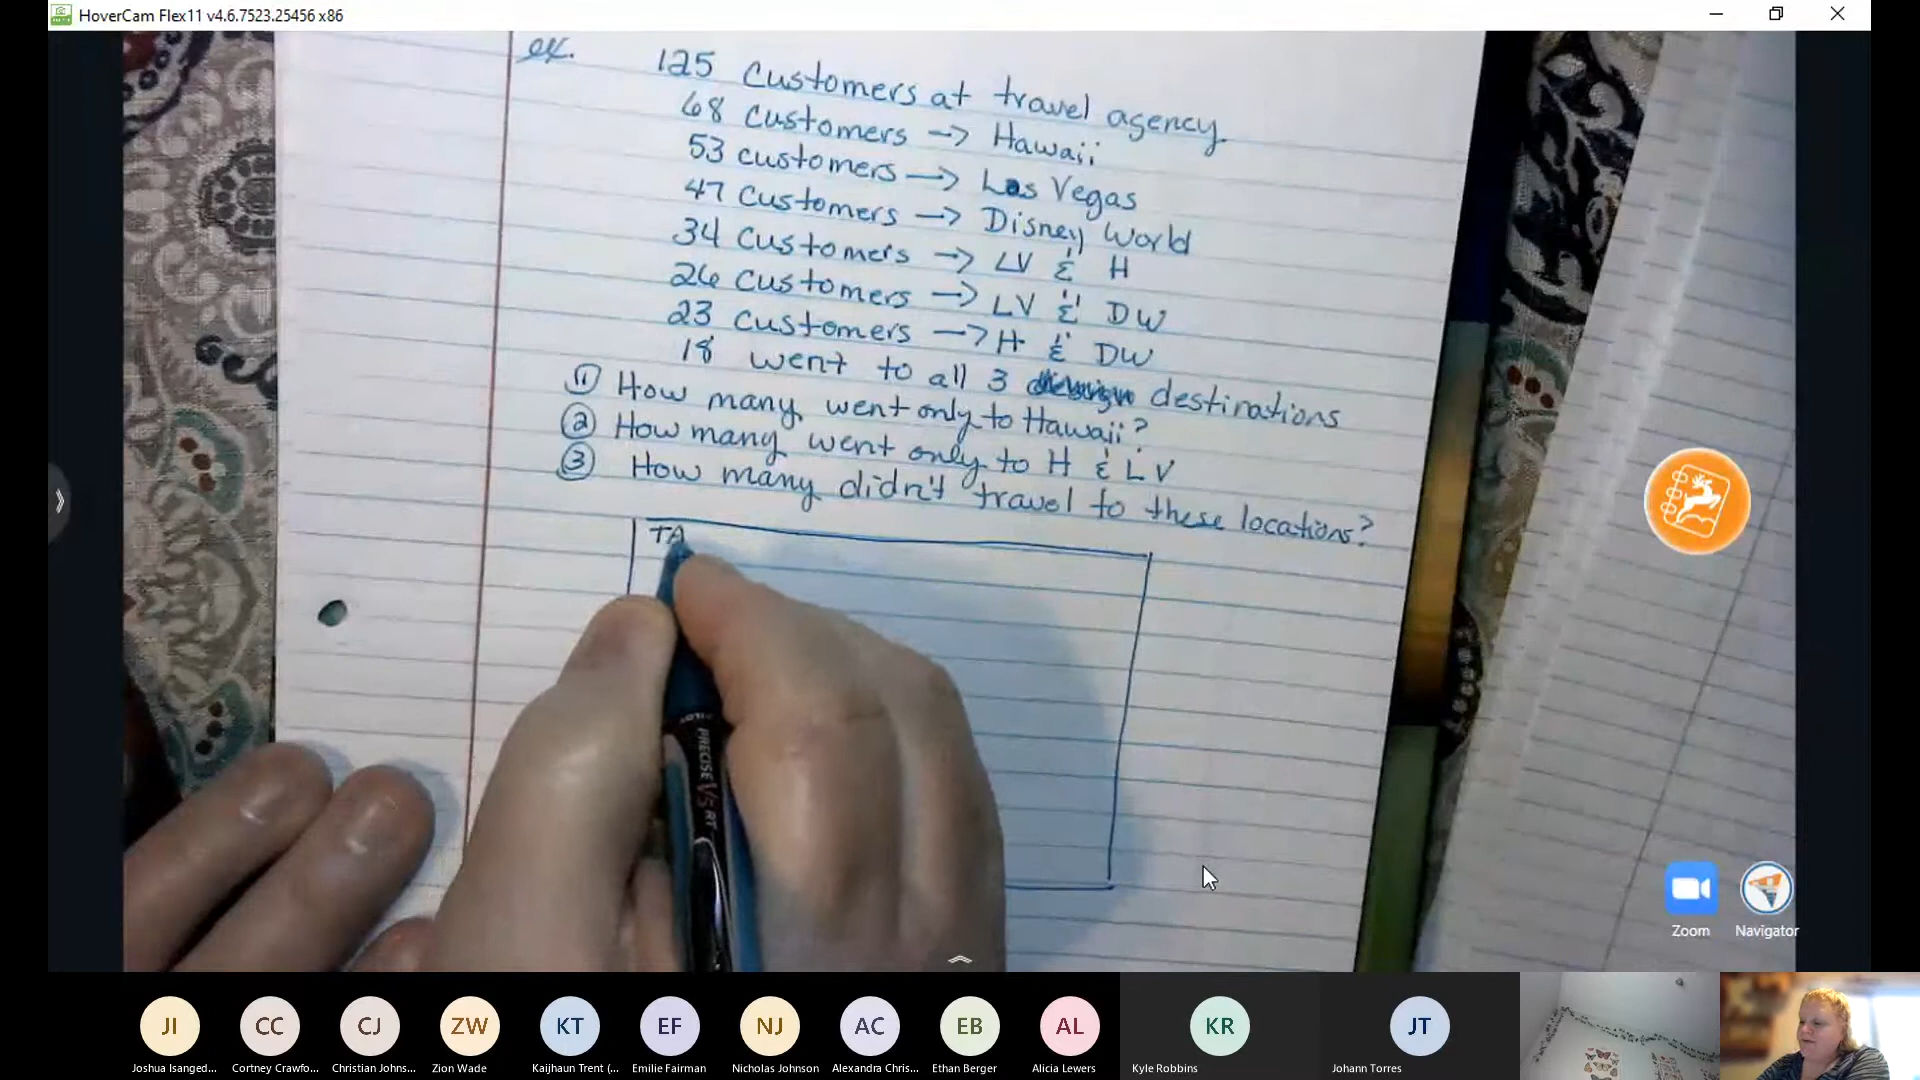 HoverCam Flex11 v4.6.7523.25456 x86
ex. 125 Customers at travel agency
68 Customers -> Hawaii
53 customers -> Las Vegas
47 Customers -> Disney World
34 Customers -> LV & H
26 Customers -> LV & DW
23 Customers -> H & DW
18 went to all 3 destinations
① How many went only to Hawaii?
② How many went only to H & LV
③ How many didn't travel to these locations?
TA
PILOT PRECISE V5 RT
Zoom
Navigator
JI
CC
CJ
ZW
KT
EF
NJ
AC
EB
AL
KR
JT
Joshua Isanged...
Cortney Crawfo...
Christian Johns...
Zion Wade
Kaijhaun Trent (...
Emilie Fairman
Nicholas Johnson
Alexandra Chris...
Ethan Berger
Alicia Lewers
Kyle Robbins
Johann Torres